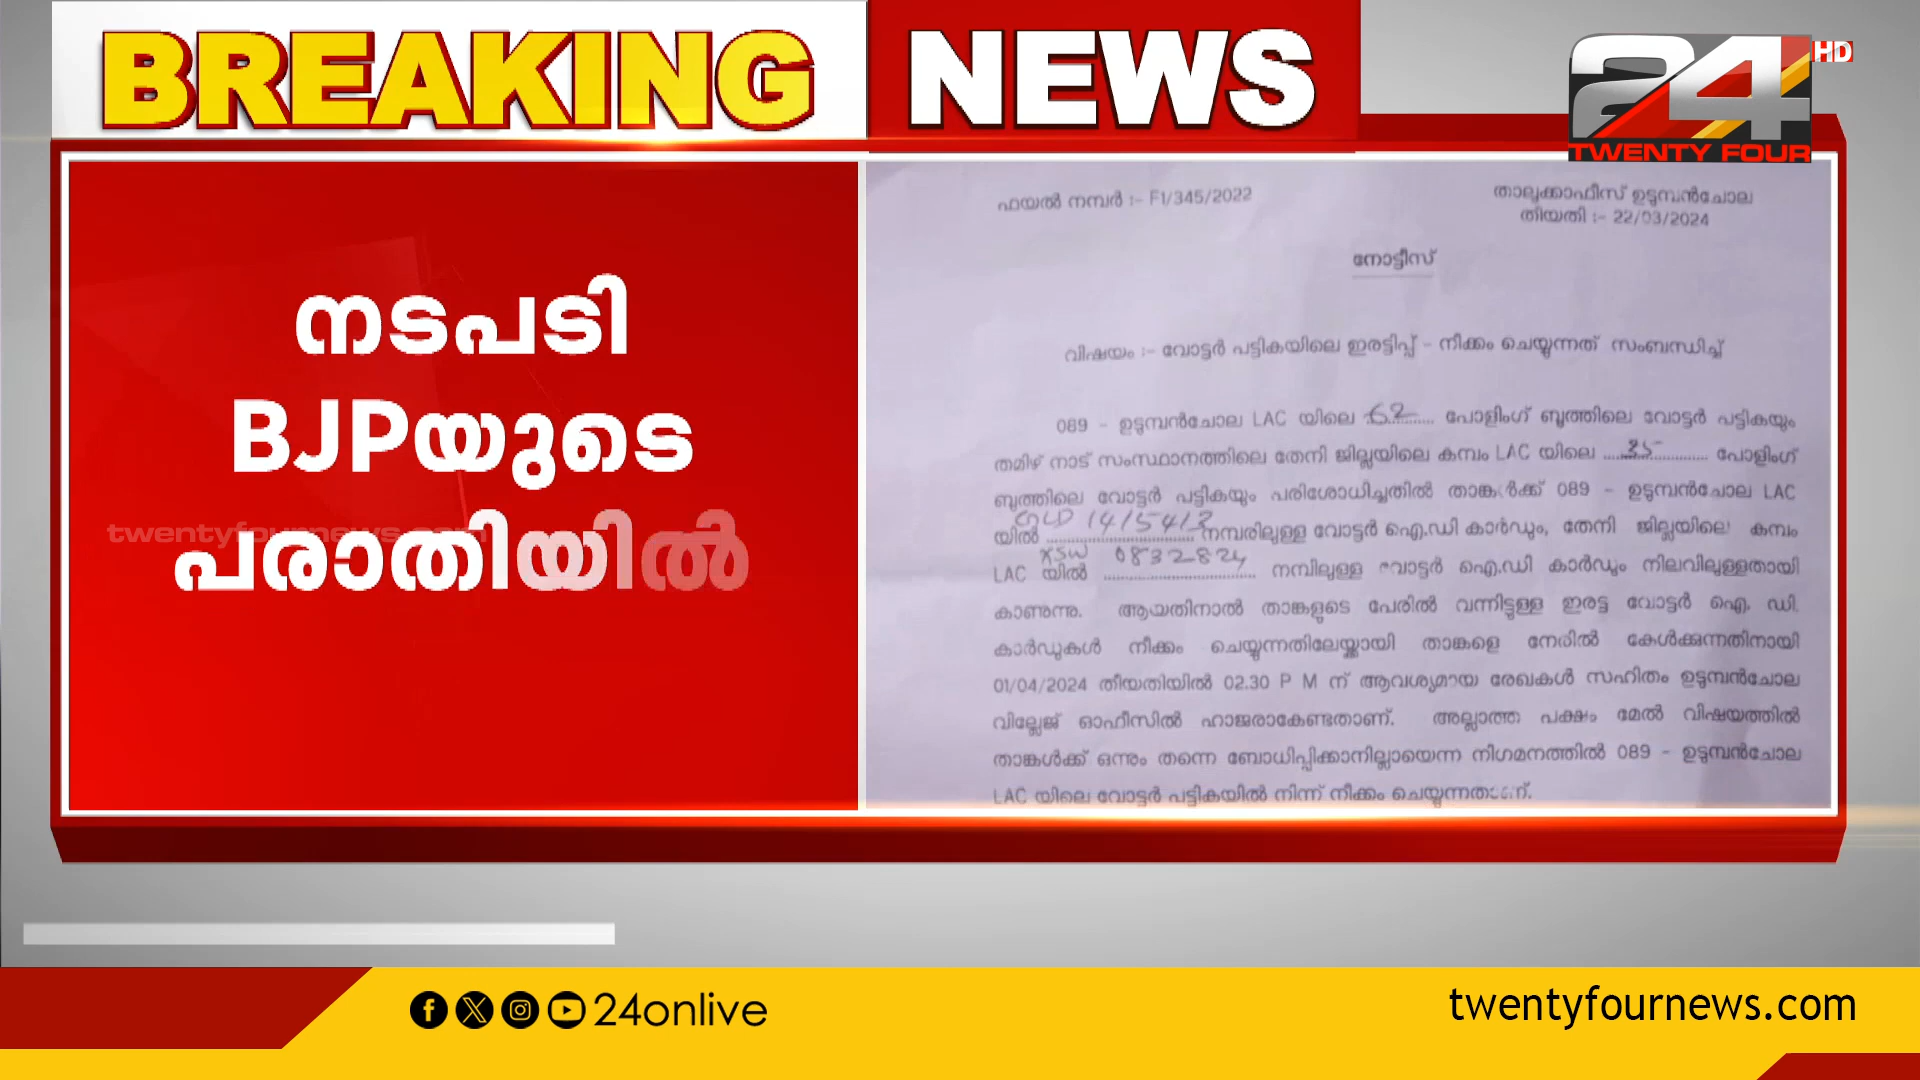 BREAKING NEWS
24 HD
TWENTY FOUR
നടപടി
BJPയുടെ
പരാതിയിൽ
twentyfournews.com
ഫയൽ നമ്പർ :- F1/345/2022
താലൂക്കാഫീസ് ഉടുമ്പൻചോല
തീയതി :- 22/03/2024
നോട്ടീസ്
വിഷയം :- വോട്ടർ പട്ടികയിലെ ഇരട്ടിപ്പ് - നീക്കം ചെയ്യുന്നത് സംബന്ധിച്ച്
089 - ഉടുമ്പൻചോല LAC യിലെ 62 പോളിംഗ് ബൂത്തിലെ വോട്ടർ പട്ടികയും
തമിഴ് നാട് സംസ്ഥാനത്തിലെ തേനി ജില്ലയിലെ കമ്പം LAC യിലെ 35 പോളിംഗ്
ബൂത്തിലെ വോട്ടർ പട്ടികയും പരിശോധിച്ചതിൽ താങ്കൾക്ക് 089 - ഉടുമ്പൻചോല LAC
യിൽ നമ്പരിലുള്ള വോട്ടർ ഐ.ഡി കാർഡും, തേനി ജില്ലയിലെ കമ്പം
LAC യിൽ XSW 0832824 നമ്പിലുള്ള വോട്ടർ ഐ.ഡി കാർഡും നിലവിലുള്ളതായി
കാണുന്നു. ആയതിനാൽ താങ്കളുടെ പേരിൽ വന്നിട്ടുള്ള ഇരട്ട വോട്ടർ ഐ. ഡി.
കാർഡുകൾ നീക്കം ചെയ്യുന്നതിലേയ്ക്കായി താങ്കളെ നേരിൽ കേൾക്കുന്നതിനായി
01/04/2024 തീയതിയിൽ 02.30 P M ന് ആവശ്യമായ രേഖകൾ സഹിതം ഉടുമ്പൻചോല
വില്ലേജ് ഓഫീസിൽ ഹാജരാകേണ്ടതാണ്. അല്ലാത്ത പക്ഷം മേൽ വിഷയത്തിൽ
താങ്കൾക്ക് ഒന്നും തന്നെ ബോധിപ്പിക്കാനില്ലായെന്ന നിഗമനത്തിൽ 089 - ഉടുമ്പൻചോല
LAC യിലെ വോട്ടർ പട്ടികയിൽ നിന്ന് നീക്കം ചെയ്യുന്നതാണ്.
24onlive
twentyfournews.com